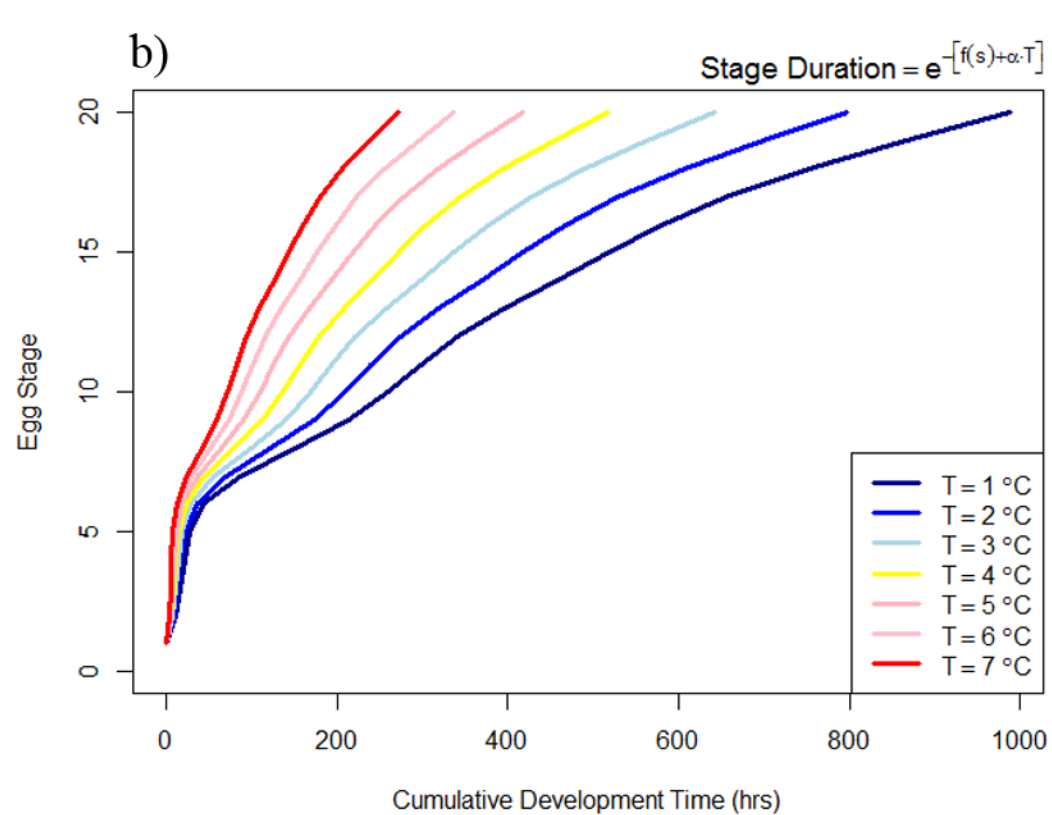 b)
Stage Duration = e^-[f(s)+α·T]
20
15
10
5
0
Egg Stage
T = 1 °C
T = 2 °C
T = 3 °C
T = 4 °C
T = 5 °C
T = 6 °C
T = 7 °C
0 200 400 600 800 1000
Cumulative Development Time (hrs)